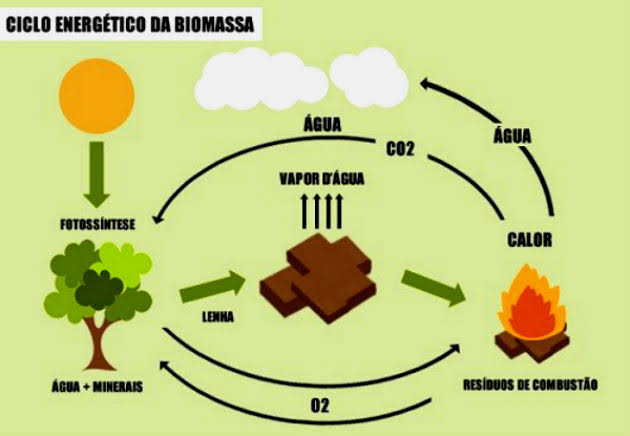 CICLO ENERGÉTICO DA BIOMASSA
ÁGUA
CO2
ÁGUA
VAPOR D'ÁGUA
FOTOSSÍNTESE
CALOR
LENHA
ÁGUA + MINERAIS
RESÍDUOS DE COMBUSTÃO
O2